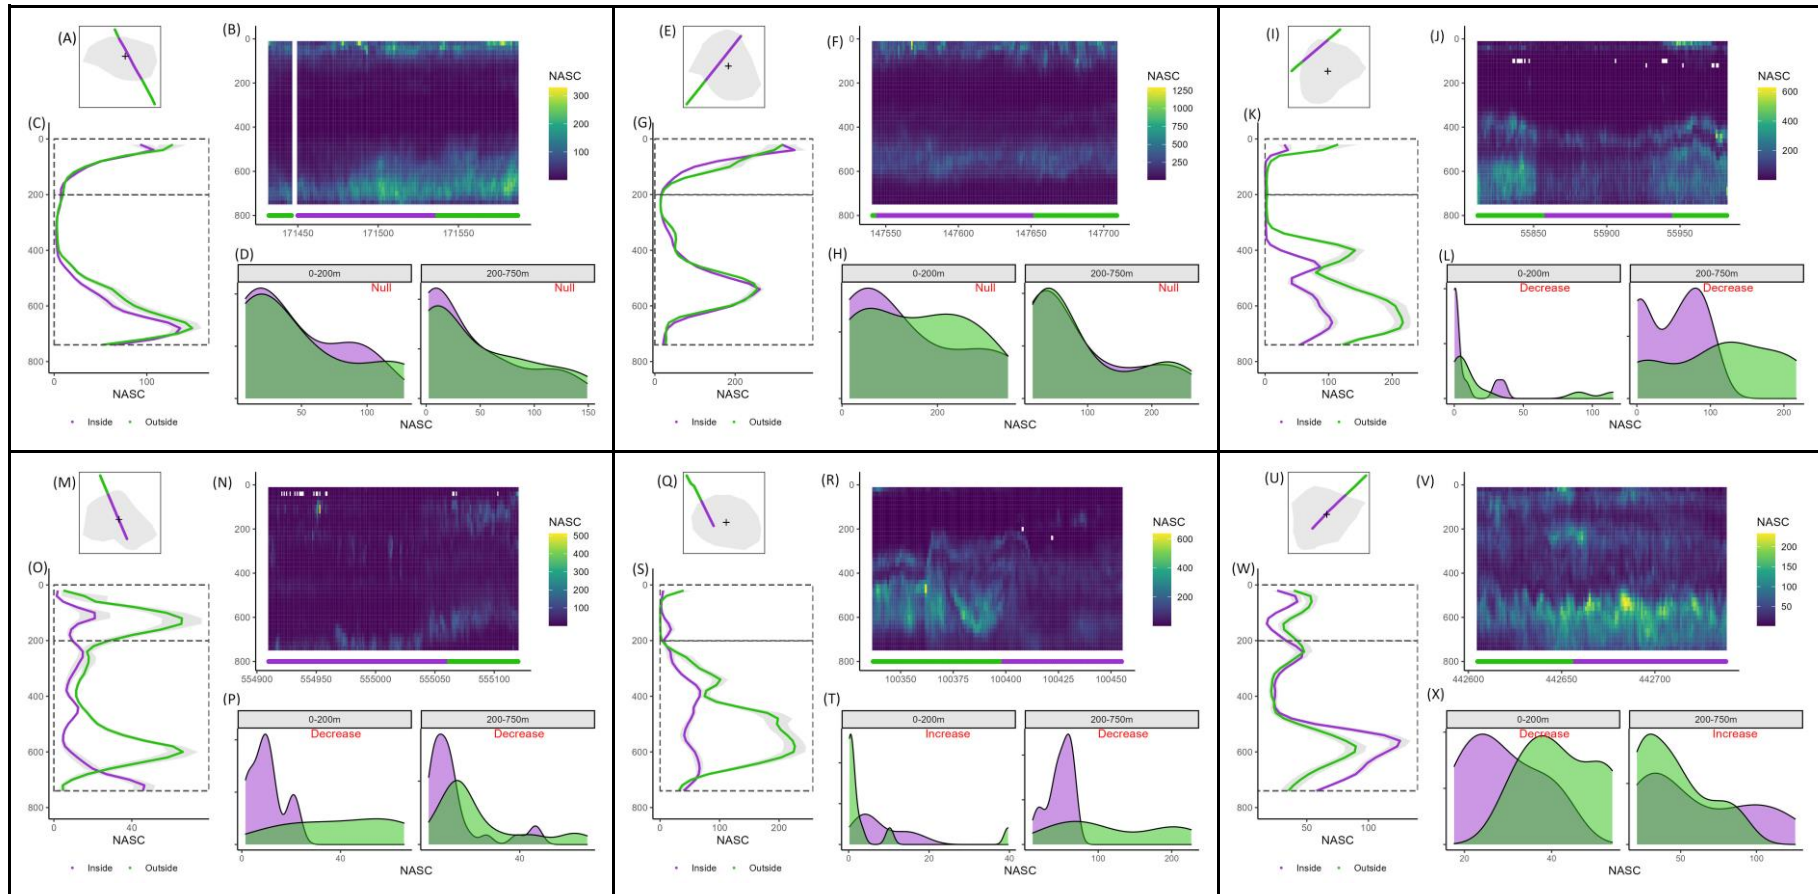 (A)
(B)
0
200
400
600
800
171450
171500
171550
NASC
300
200
100
(C)
0
200
400
600
800
0
100
NASC
Inside
Outside
(D)
0-200m
200-750m
Null
Null
50
100
0
50
100
150
NASC
(E)
(F)
0
200
400
600
800
147550
147600
147650
147700
NASC
1250
1000
750
500
250
(G)
0
200
400
600
800
0
200
NASC
Inside
Outside
(H)
0-200m
200-750m
Null
Null
0
200
100
200
NASC
(I)
(J)
0
200
400
600
800
55850
55900
55950
NASC
600
400
200
(K)
0
200
400
600
800
0
100
200
NASC
Inside
Outside
(L)
0-200m
200-750m
Decrease
Decrease
0
50
100
0
100
200
NASC
(M)
(N)
0
200
400
600
800
554900
554950
555000
555050
555100
NASC
500
400
300
200
100
(O)
0
200
400
600
800
0
40
NASC
Inside
Outside
(P)
0-200m
200-750m
Decrease
Decrease
0
40
40
NASC
(Q)
(R)
0
200
400
600
800
100350
100375
100400
100425
100450
NASC
600
400
200
(S)
0
200
400
600
800
0
100
200
NASC
Inside
Outside
(T)
0-200m
200-750m
Increase
Decrease
0
20
40
100
200
NASC
(U)
(V)
0
200
400
600
800
442600
442650
442700
NASC
200
150
100
50
(W)
0
200
400
600
800
50
100
NASC
Inside
Outside
(X)
0-200m
200-750m
Decrease
Increase
20
40
50
100
NASC